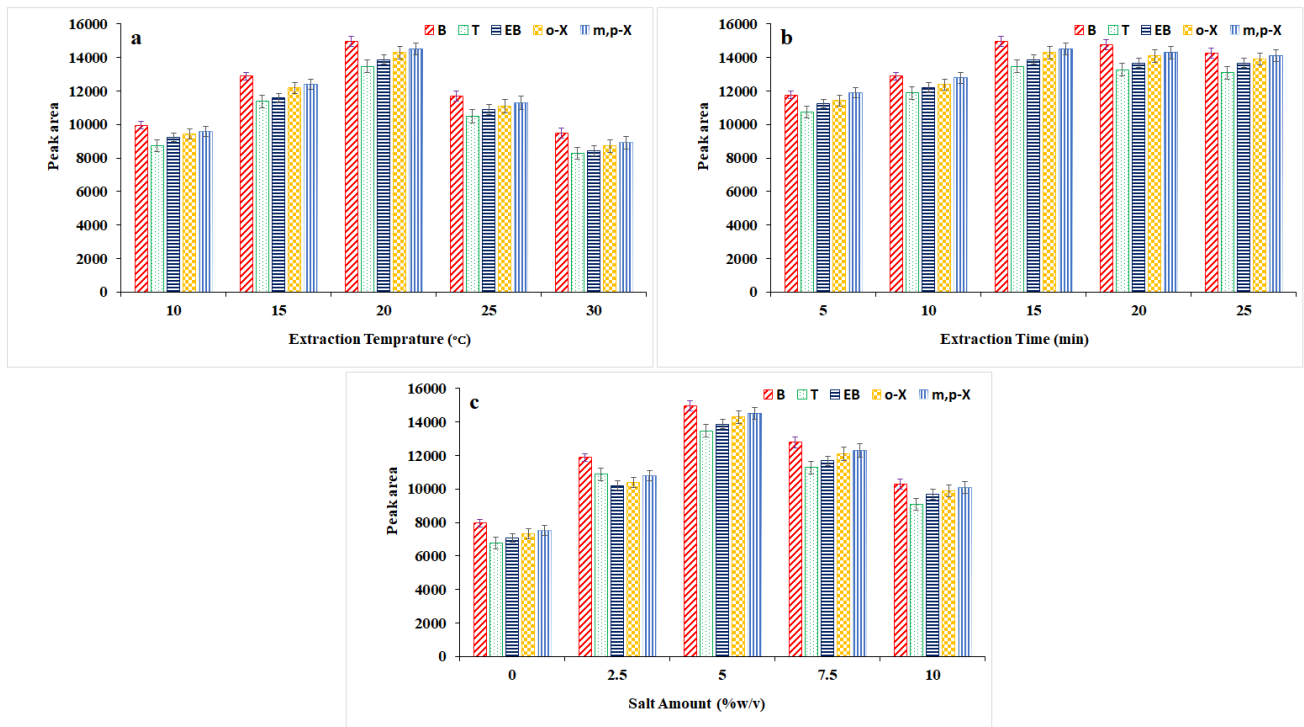 a
B T EB o-X m,p-X
Peak area
16000
14000
12000
10000
8000
6000
4000
2000
0
10 15 20 25 30
Extraction Temprature (°C)
b
B T EB o-X m,p-X
Peak area
16000
14000
12000
10000
8000
6000
4000
2000
0
5 10 15 20 25
Extraction Time (min)
c
B T EB o-X m,p-X
Peak area
16000
14000
12000
10000
8000
6000
4000
2000
0
0 2.5 5 7.5 10
Salt Amount (%w/v)